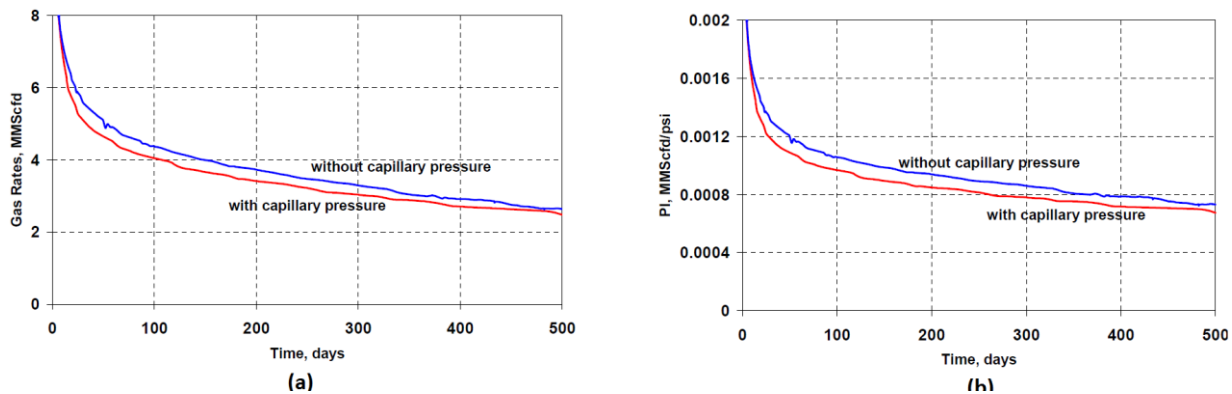 8
6
4
2
0
Gas Rates, MMScfd
without capillary pressure
with capillary pressure
0 100 200 300 400 500
Time, days
(a)
0.002
0.0016
0.0012
0.0008
0.0004
0
PI, MMScfd/psi
without capillary pressure
with capillary pressure
0 100 200 300 400 500
Time, days
(b)